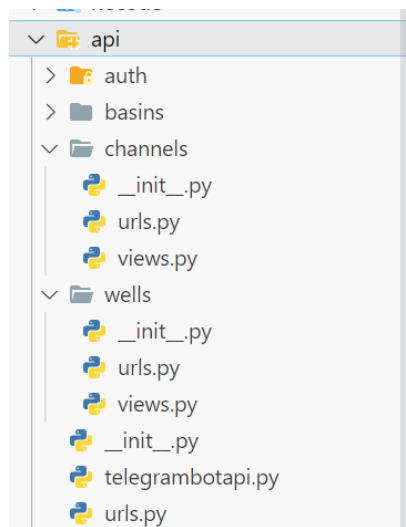 api
auth
basins
channels
__init__.py
urls.py
views.py
wells
__init__.py
urls.py
views.py
__init__.py
telegrambotapi.py
urls.py